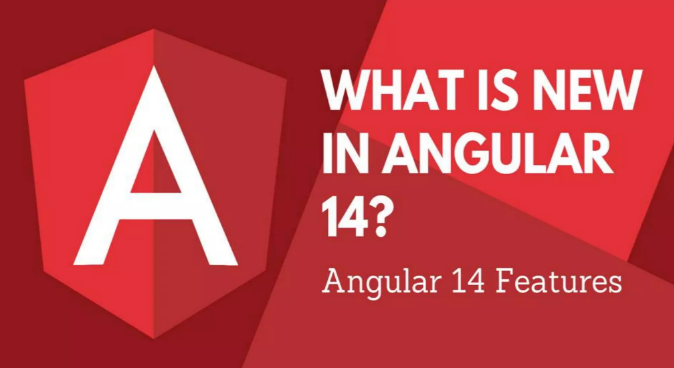 A
WHAT IS NEW
IN ANGULAR
14?
Angular 14 Features